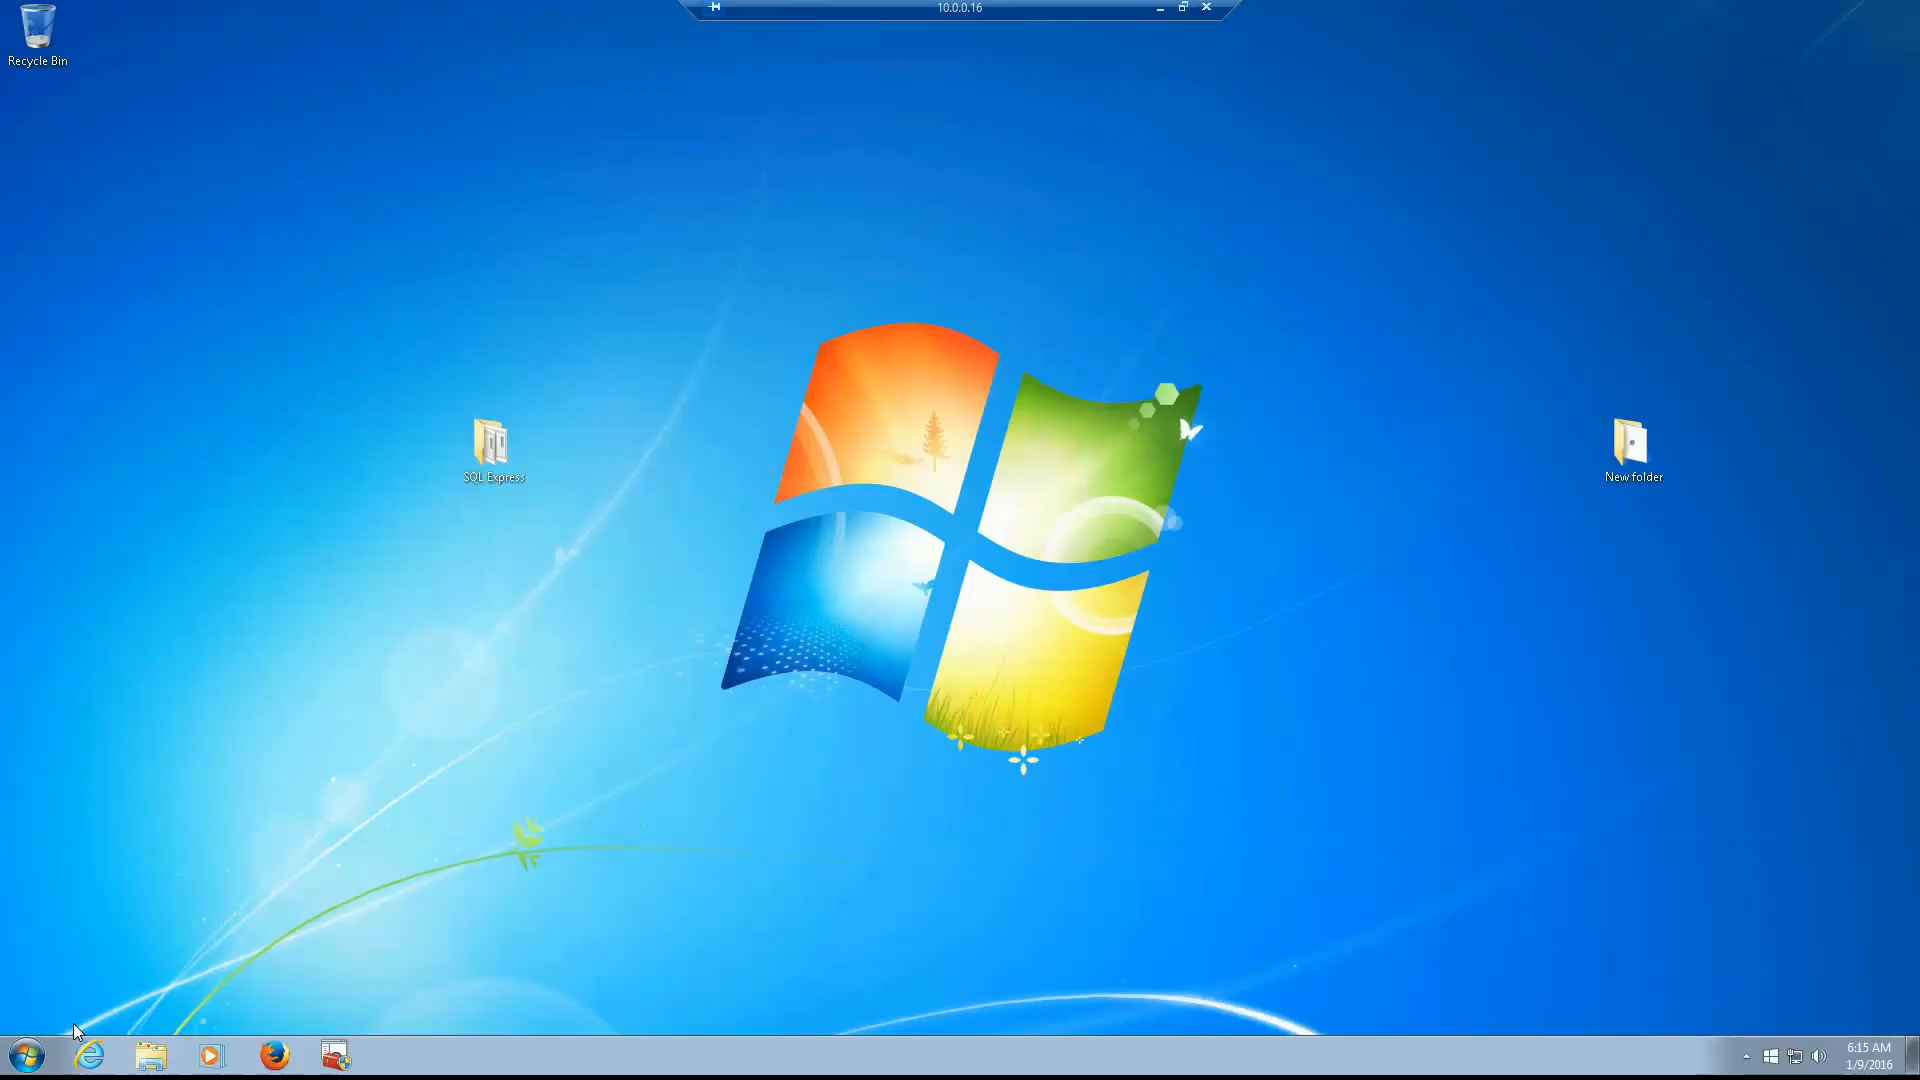 10.0.0.16
Recycle Bin
SQL Express
New folder
6:15 AM
1/9/2016